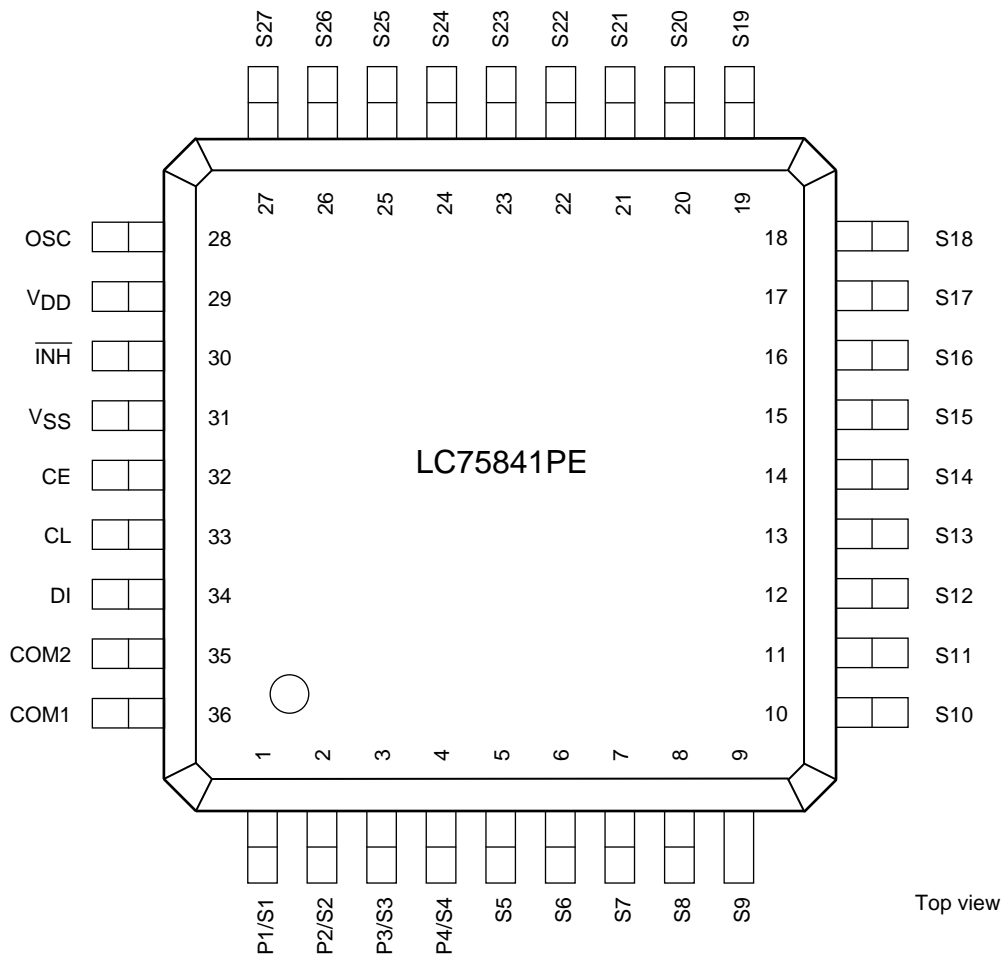 S27 S26 S25 S24 S23 S22 S21 S20 S19
27 26 25 24 23 22 21 20 19
OSC 28 18 S18
VDD 29 17 S17
INH 30 16 S16
VSS 31 15 S15
CE 32 14 S14
LC75841PE
CL 33 13 S13
DI 34 12 S12
COM2 35 11 S11
COM1 36 10 S10
1 2 3 4 5 6 7 8 9
P1/S1 P2/S2 P3/S3 P4/S4 S5 S6 S7 S8 S9
Top view